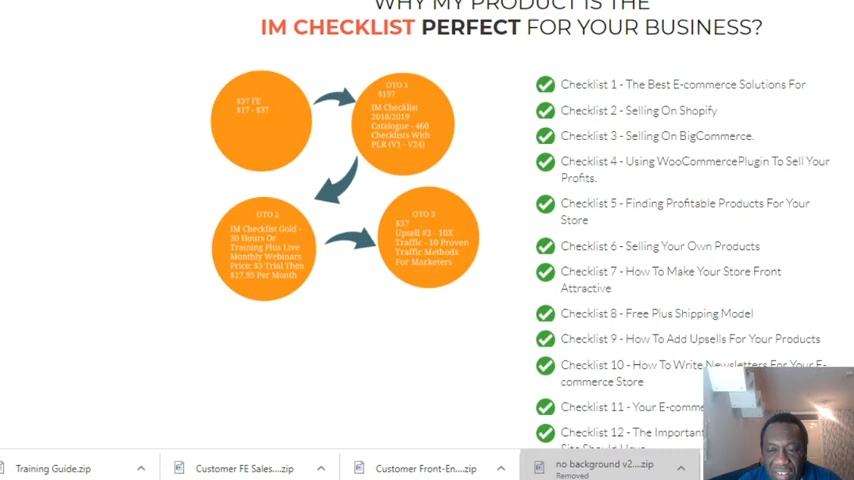 WHY MY PRODUCT IS THE
IM CHECKLIST PERFECT FOR YOUR BUSINESS?
$37 FE
$17 - $37
OTO 1
$197
IM Checklist
2018/2019
Catalogue - 460
Checklists With
PLR (V1 - V24)
OTO 2
IM Checklist Gold -
30 Hours Or
Training Plus Live
Monthly Webinars
Price: $3 Trial Then
$17.95 Per Month
OTO 3
$37
Upsell #3 - 10X
Traffic - 10 Proven
Traffic Methods
For Marketers
Checklist 1 - The Best E-commerce Solutions For
Checklist 2 - Selling On Shopify
Checklist 3 - Selling On BigCommerce.
Checklist 4 - Using WooCommercePlugin To Sell Your
Profits.
Checklist 5 - Finding Profitable Products For Your
Store
Checklist 6 - Selling Your Own Products
Checklist 7 - How To Make Your Store Front
Attractive
Checklist 8 - Free Plus Shipping Model
Checklist 9 - How To Add Upsells For Your Products
Checklist 10 - How To Write Newsletters For Your E-
commerce Store
Checklist 11 - Your E-comme
Checklist 12 - The Important
Site Should Have
Training Guide.zip
Customer FE Sales....zip
Customer Front-En....zip
no background v2....zip
Removed